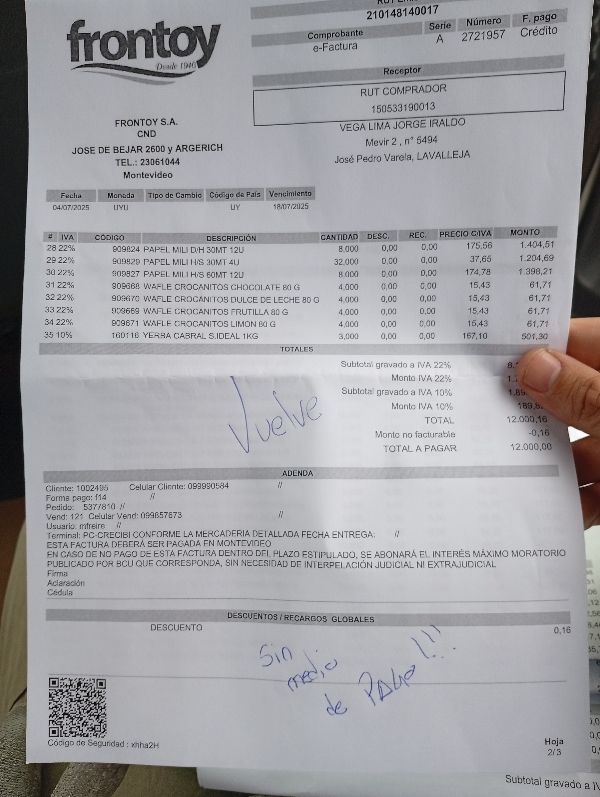 frontoy
Desde 1940
210148140017
Comprobante Serie Número F. pago
e-Factura A 2721957 Crédito
Receptor
RUT COMPRADOR
150533190013
VEGA LIMA JORGE IRALDO
Mevir 2 , n° 5494
José Pedro Varela, LAVALLEJA
FRONTOY S.A.
CND
JOSE DE BEJAR 2600 y ARGERICH
TEL.: 23061044
Montevideo
Fecha Moneda Tipo de Cambio Código de País Vencimiento
04/07/2025 UYU UY 18/07/2025
# IVA CÓDIGO DESCRIPCIÓN CANTIDAD DESC. REC. PRECIO C/IVA MONTO
28 22% 909824 PAPEL MILI D/H 30MT 12U 8,000 0,00 0,00 175,56 1.404,51
29 22% 909829 PAPEL MILI H/S 30MT 4U 32,000 0,00 0,00 37,65 1.204,69
30 22% 909827 PAPEL MILI H/S 60MT 12U 8,000 0,00 0,00 174,78 1.398,21
31 22% 909668 WAFLE CROCANITOS CHOCOLATE 80 G 4,000 0,00 0,00 15,43 61,71
32 22% 909670 WAFLE CROCANITOS DULCE DE LECHE 80 G 4,000 0,00 0,00 15,43 61,71
33 22% 909669 WAFLE CROCANITOS FRUTILLA 80 G 4,000 0,00 0,00 15,43 61,71
34 22% 909671 WAFLE CROCANITOS LIMON 80 G 4,000 0,00 0,00 15,43 61,71
35 10% 160116 YERBA CABRAL S.IDEAL 1KG 3,000 0,00 0,00 167,10 501,30
TOTALES
Subtotal gravado a IVA 22%
Monto IVA 22%
Subtotal gravado a IVA 10%
Monto IVA 10%
TOTAL 12.000,16
Monto no facturable -0,16
TOTAL A PAGAR 12.000,00
Vuelve
ADENDA
Cliente: 1002495 Celular Cliente: 099990584 //
Forma pago: f14 //
Pedido: 5377810 //
Vend: 121 Celular Vend: 099857673 //
Usuario: mfreire //
Terminal: PC-CRECIBI CONFORME LA MERCADERIA DETALLADA FECHA ENTREGA: //
ESTA FACTURA DEBERÁ SER PAGADA EN MONTEVIDEO
EN CASO DE NO PAGO DE ESTA FACTURA DENTRO DEL PLAZO ESTIPULADO, SE ABONARÁ EL INTERÉS MÁXIMO MORATORIO
PUBLICADO POR BCU QUE CORRESPONDA, SIN NECESIDAD DE INTERPELACIÓN JUDICIAL NI EXTRAJUDICIAL
Firma
Aclaración
Cédula
DESCUENTOS / RECARGOS GLOBALES
DESCUENTO 0,16
Sin
medio
de PAGO!!!
Código de Seguridad : xhha2H
Hoja
2/3
Subtotal gravado a